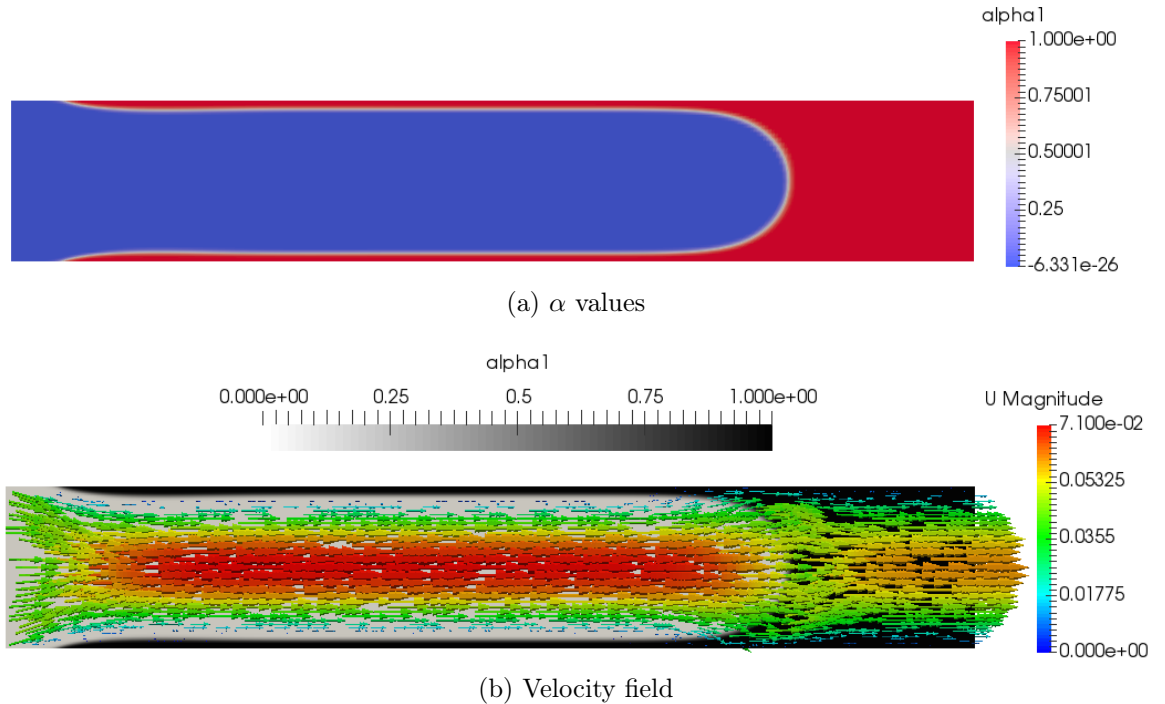 alpha1
1.000e+00
0.75001
0.50001
0.25
-6.331e-26
(a) α values
alpha1
0.000e+00 0.25 0.5 0.75 1.000e+00
U Magnitude
7.100e-02
0.05325
0.0355
0.01775
0.000e+00
(b) Velocity field